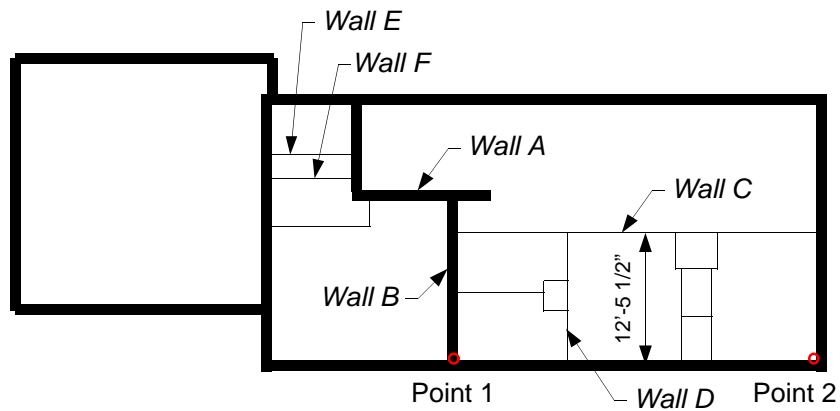 Wall E
Wall F
Wall A
Wall C
Wall B
12'-5 1/2"
Point 1
Wall D
Point 2